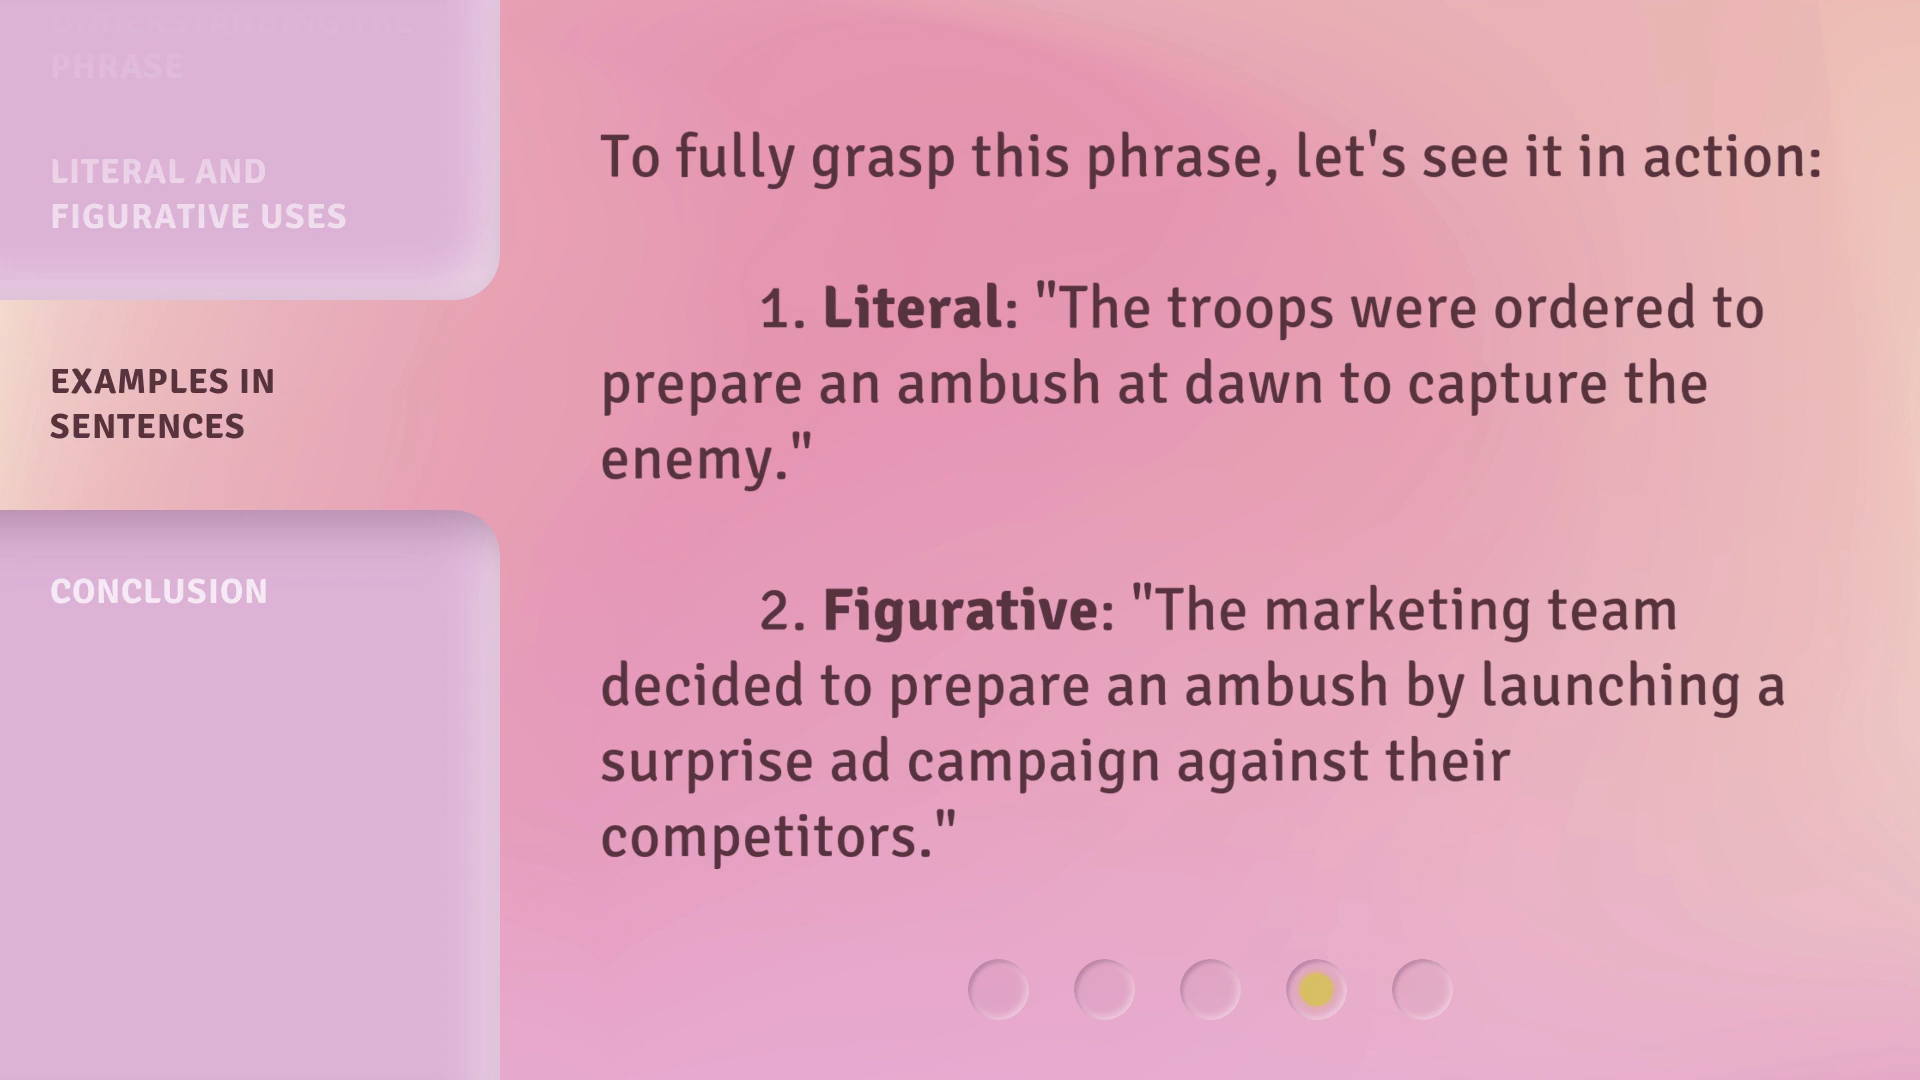 UNDERSTANDING THE
PHRASE
LITERAL AND
FIGURATIVE USES
EXAMPLES IN
SENTENCES
CONCLUSION
To fully grasp this phrase, let's see it in action:
1. Literal: "The troops were ordered to
prepare an ambush at dawn to capture the
enemy."
2. Figurative: "The marketing team
decided to prepare an ambush by launching a
surprise ad campaign against their
competitors."